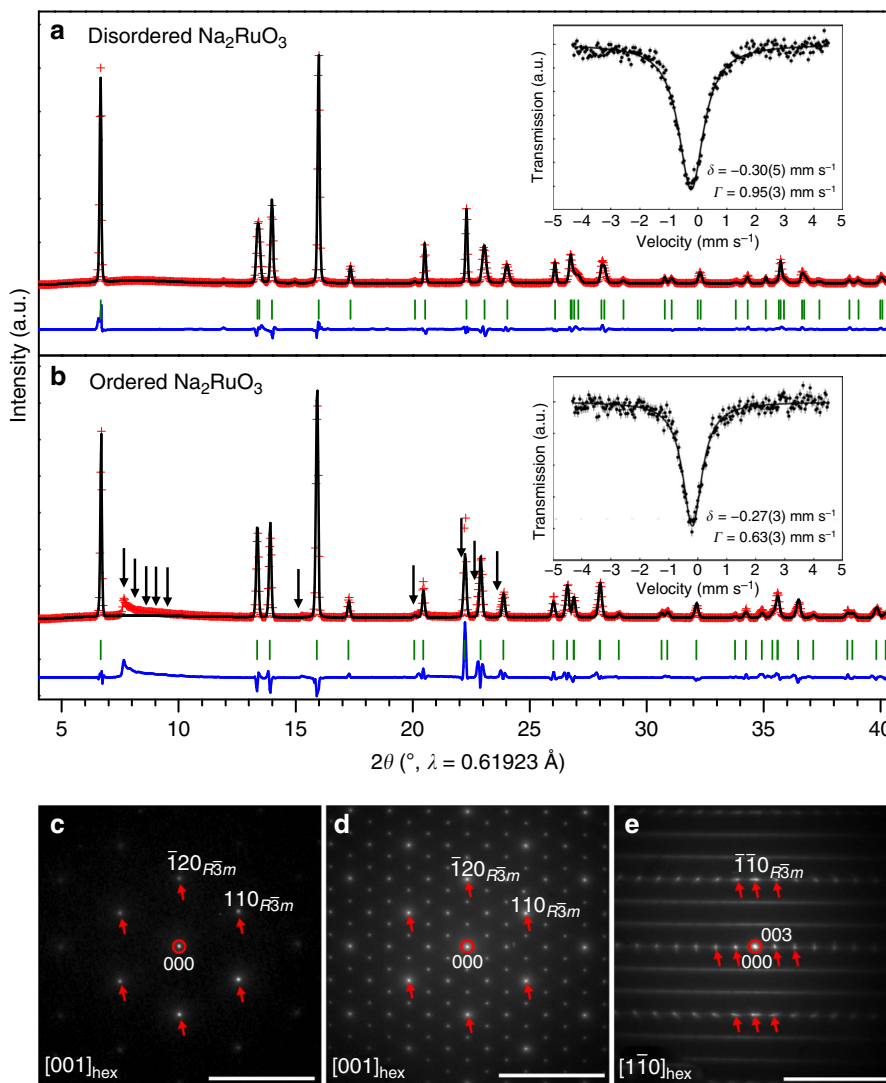 a Disordered Na₂RuO₃
Transmission (a.u.)
δ = −0.30(5) mm s⁻¹
Γ = 0.95(3) mm s⁻¹
−5 −4 −3 −2 −1 0 1 2 3 4 5
Velocity (mm s⁻¹)
Intensity (a.u.)
b Ordered Na₂RuO₃
Transmission (a.u.)
δ = −0.27(3) mm s⁻¹
Γ = 0.63(3) mm s⁻¹
−5 −4 −3 −2 −1 0 1 2 3 4 5
Velocity (mm s⁻¹)
5 10 15 20 25 30 35 40
2θ (°, λ = 0.61923 Å)
c
1̄20R3̄m
110R3̄m
000
[001]hex
d
1̄20R3̄m
110R3̄m
000
[001]hex
e
1̄1̄0R3̄m
003
000
[11̄0]hex